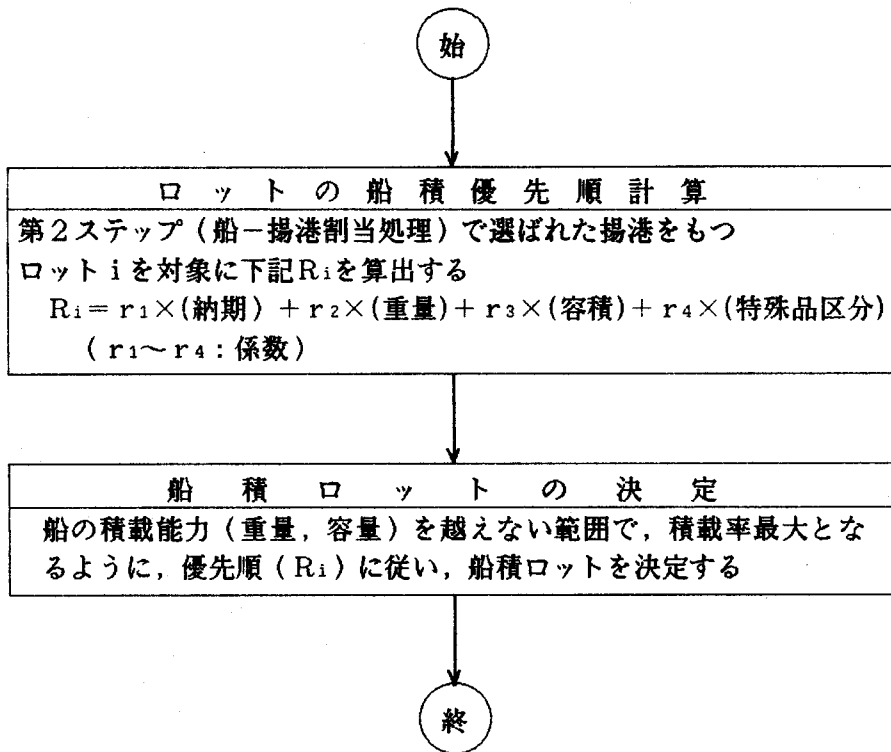 始
ロットの船積優先順計算
第2ステップ（船－揚港割当処理）で選ばれた揚港をもつ
ロットiを対象に下記Riを算出する
Ri＝r1×(納期)＋r2×(重量)＋r3×(容積)＋r4×(特殊品区分)
（r1～r4：係数）
船積ロットの決定
船の積載能力（重量，容量）を越えない範囲で，積載率最大とな
るように，優先順（Ri）に従い，船積ロットを決定する
終